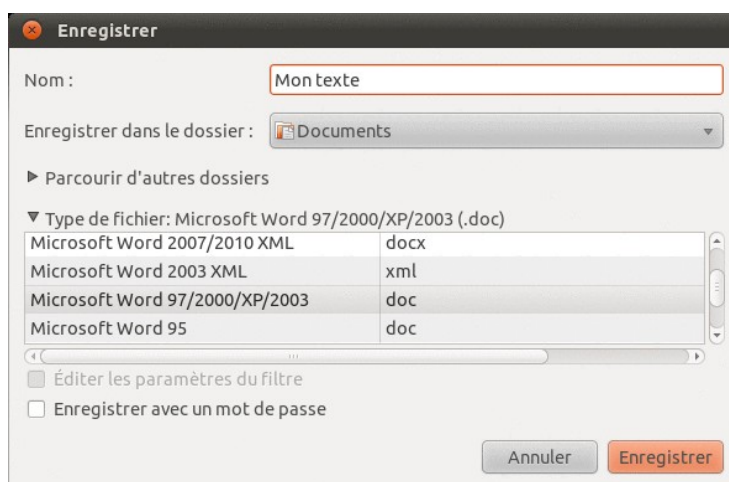 Enregistrer
Nom : Mon texte
Enregistrer dans le dossier : Documents
Parcourir d'autres dossiers
Type de fichier: Microsoft Word 97/2000/XP/2003 (.doc)
Microsoft Word 2007/2010 XML docx
Microsoft Word 2003 XML xml
Microsoft Word 97/2000/XP/2003 doc
Microsoft Word 95 doc
Éditer les paramètres du filtre
Enregistrer avec un mot de passe
Annuler Enregistrer